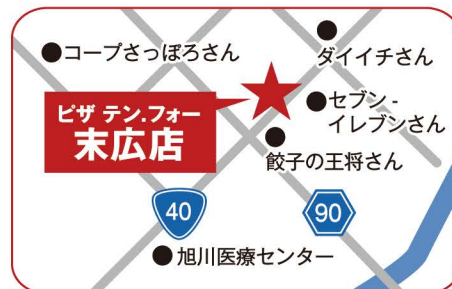 コープさっぽろさん
ダイイチさん
ピザ テン.フォー
末広店
セブン-
イレブンさん
餃子の王将さん
40
90
旭川医療センター